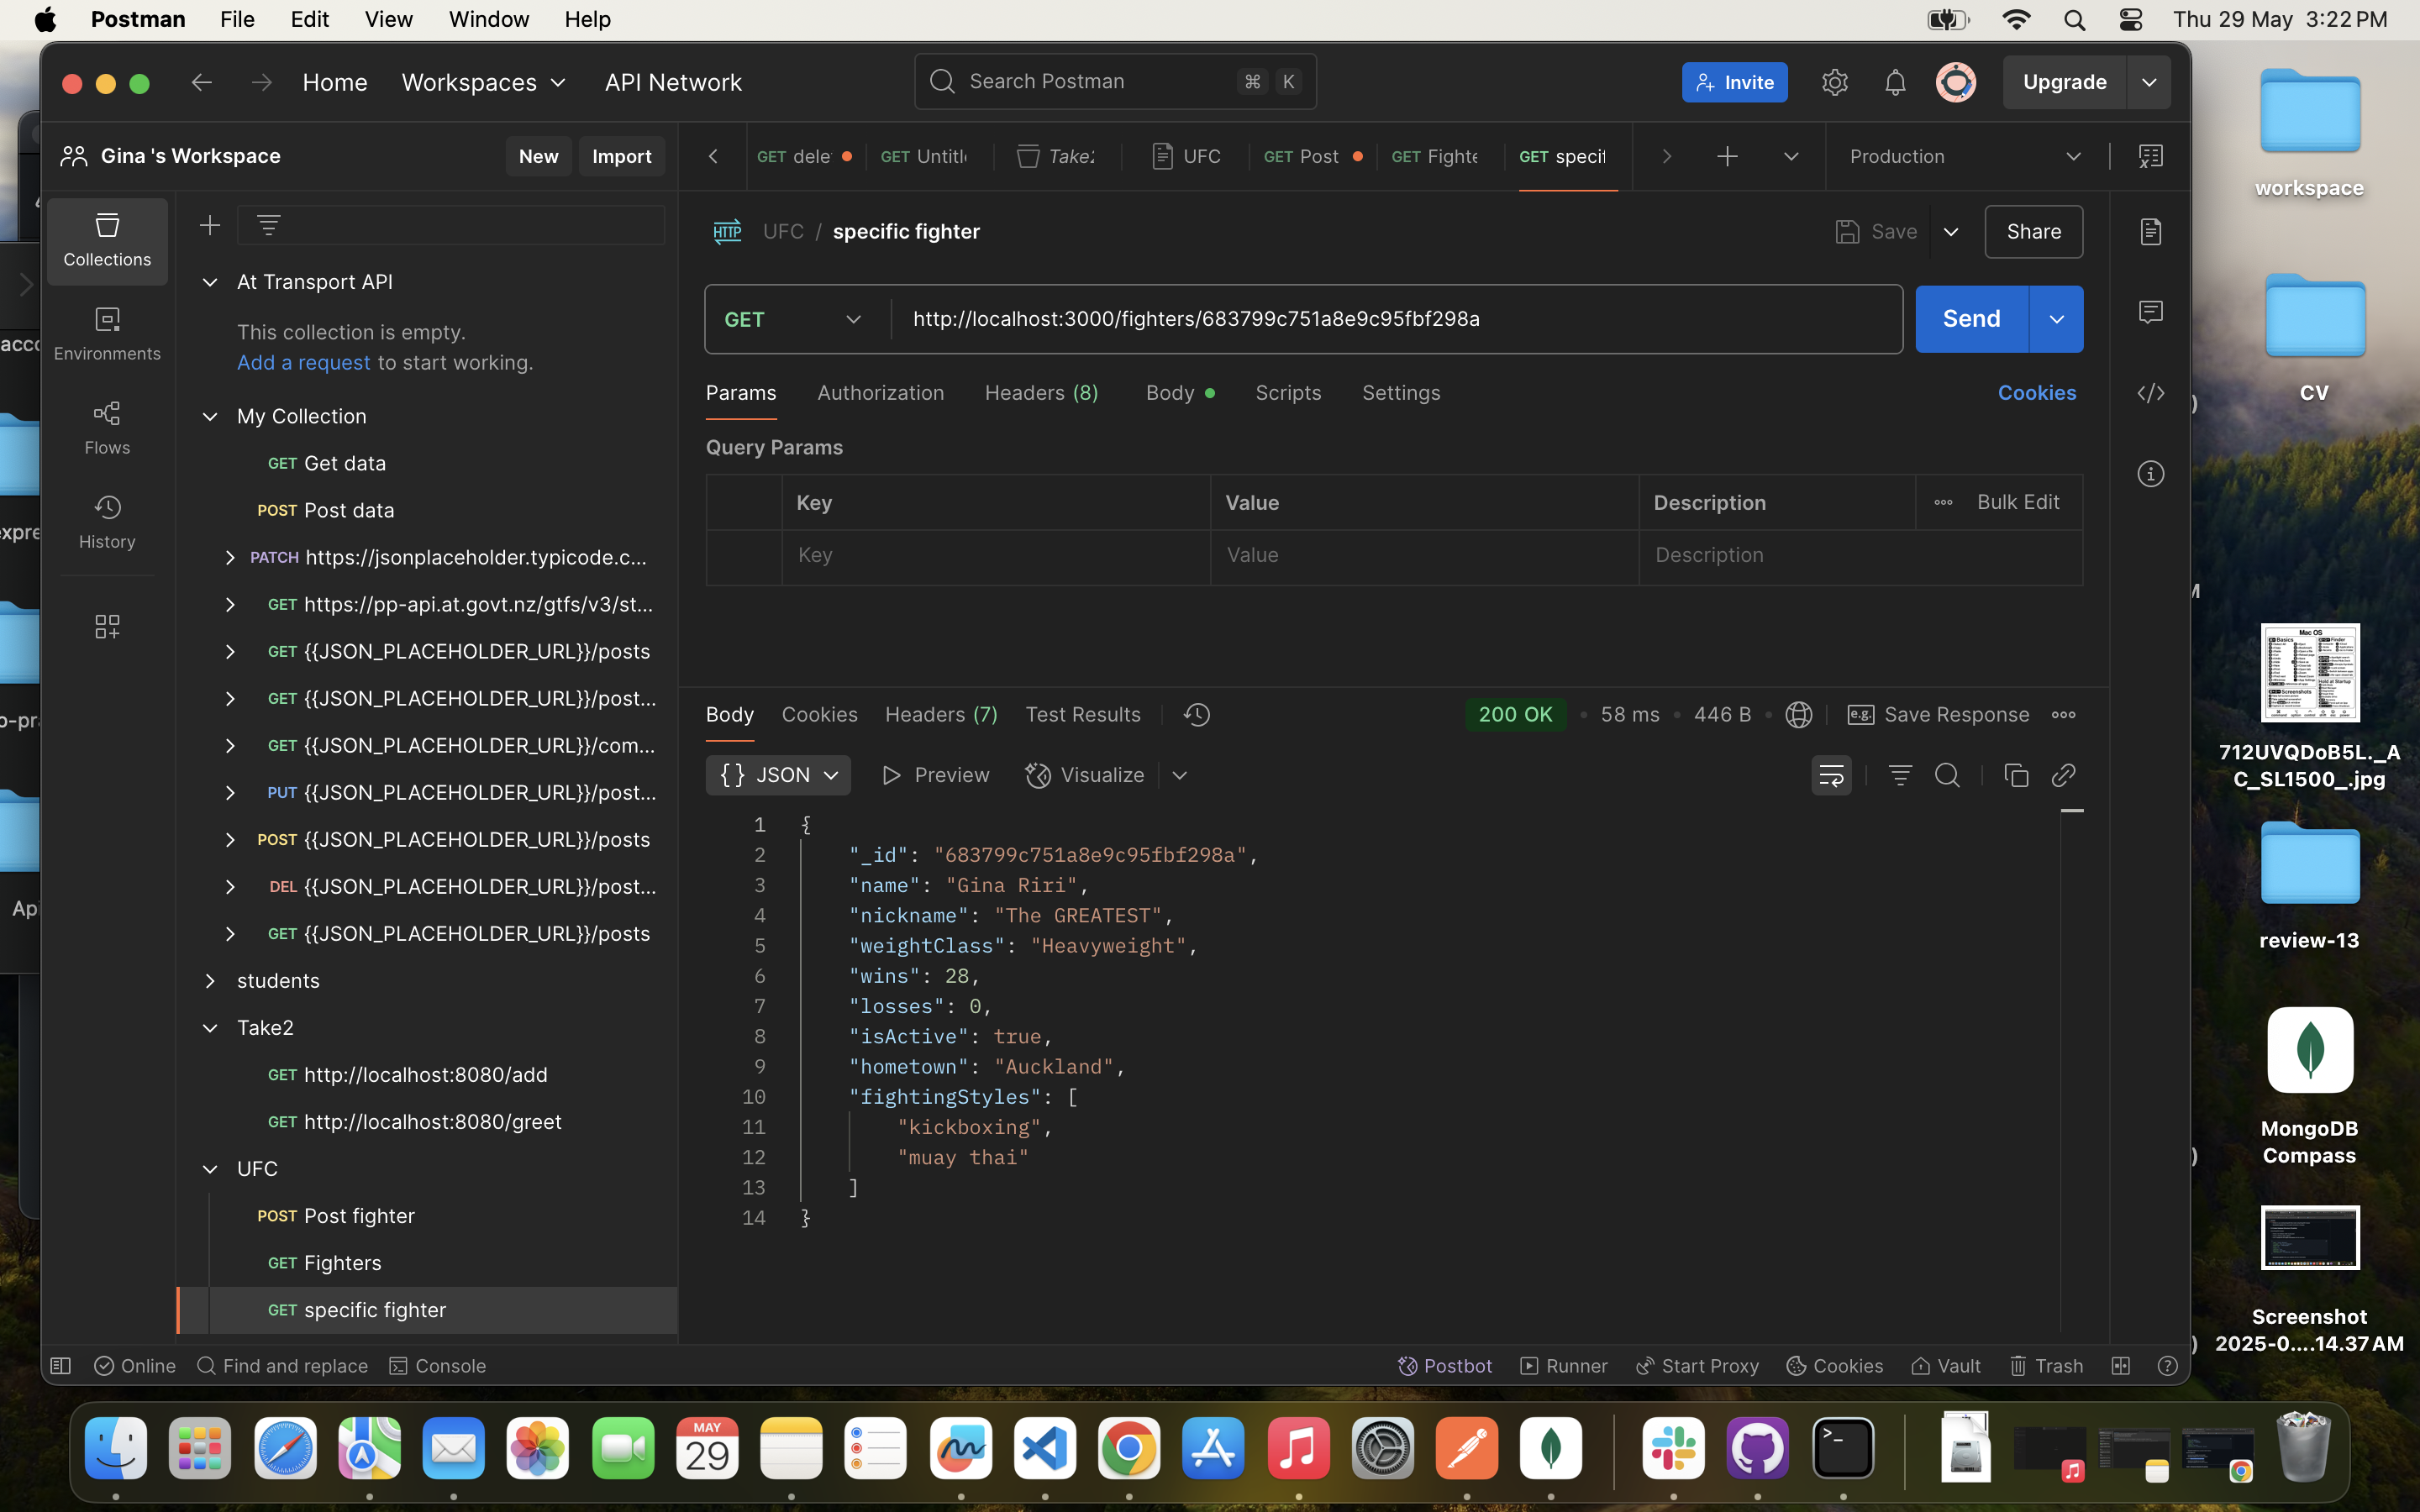 Postman File Edit View Window Help
Thu 29 May 3:22 PM
Home Workspaces API Network
Search Postman ⌘ K
Invite
Upgrade
Gina 's Workspace
New Import
GET dele
GET Untitl
Take2
UFC
GET Post
GET Fighte
GET specif
Production
Collections
Environments
Flows
History
At Transport API
This collection is empty.
Add a request to start working.
My Collection
GET Get data
POST Post data
PATCH https://jsonplaceholder.typicode.c...
GET https://pp-api.at.govt.nz/gtfs/v3/st...
GET {{JSON_PLACEHOLDER_URL}}/posts
GET {{JSON_PLACEHOLDER_URL}}/post...
GET {{JSON_PLACEHOLDER_URL}}/com...
PUT {{JSON_PLACEHOLDER_URL}}/post...
POST {{JSON_PLACEHOLDER_URL}}/posts
DEL {{JSON_PLACEHOLDER_URL}}/post...
GET {{JSON_PLACEHOLDER_URL}}/posts
students
Take2
GET http://localhost:8080/add
GET http://localhost:8080/greet
UFC
POST Post fighter
GET Fighters
GET specific fighter
HTTP UFC / specific fighter
Save
Share
GET http://localhost:3000/fighters/683799c751a8e9c95fbf298a
Send
Params Authorization Headers (8) Body Scripts Settings
Cookies
Query Params
Key Value Description Bulk Edit
Key Value Description
Body Cookies Headers (7) Test Results
200 OK 58 ms 446 B e.g. Save Response
{} JSON Preview Visualize
1 {
2 "_id": "683799c751a8e9c95fbf298a",
3 "name": "Gina Riri",
4 "nickname": "The GREATEST",
5 "weightClass": "Heavyweight",
6 "wins": 28,
7 "losses": 0,
8 "isActive": true,
9 "hometown": "Auckland",
10 "fightingStyles": [
11 "kickboxing",
12 "muay thai"
13 ]
14 }
Online Find and replace Console
Postbot Runner Start Proxy Cookies Vault Trash
workspace
CV
Mac OS
712UVQDoB5L._A
C_SL1500_.jpg
review-13
MongoDB
Compass
Screenshot
2025-0....14.37 AM
acco
expre
o-pra
Api
MAY
29